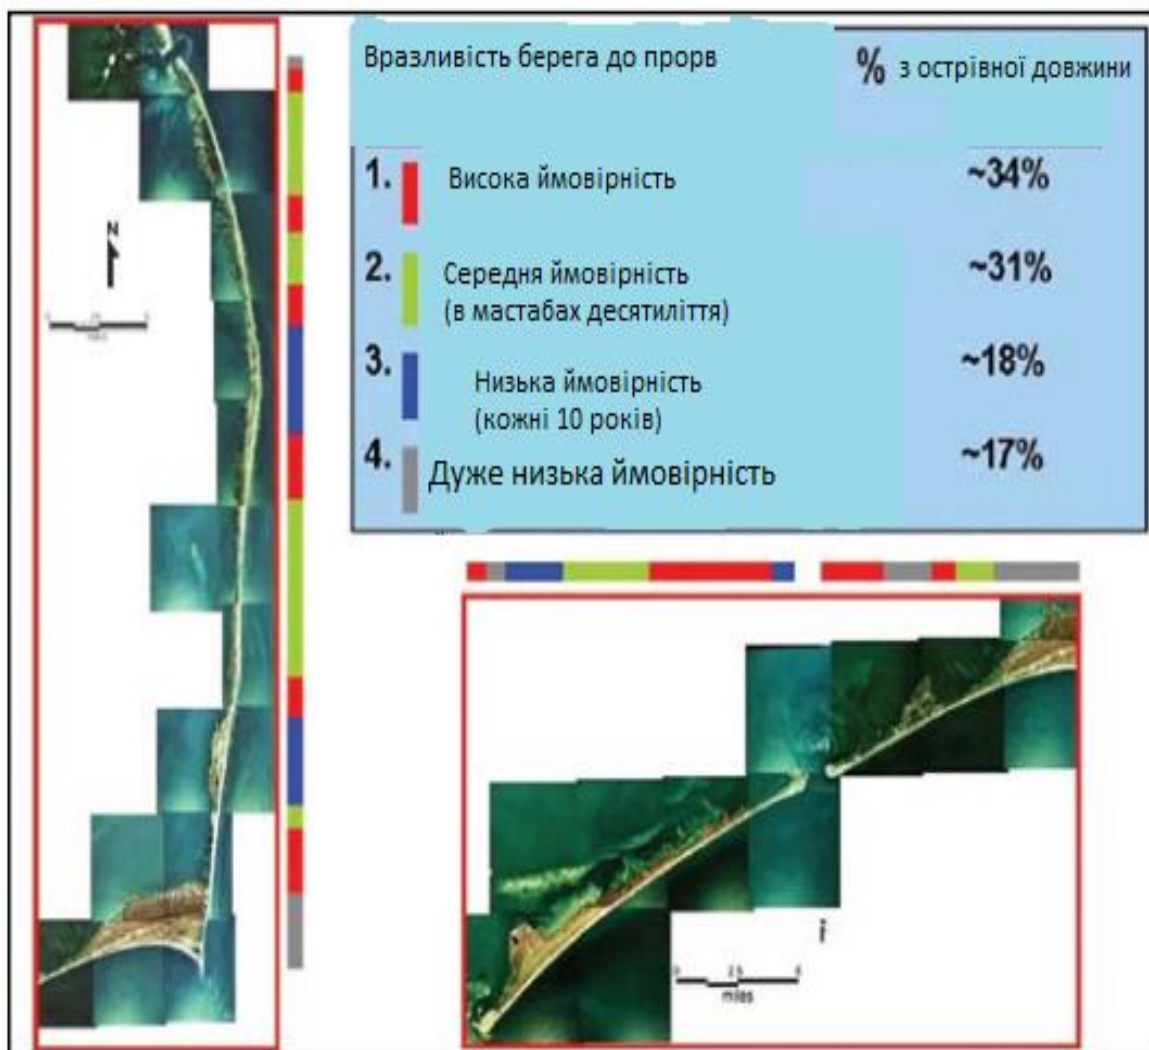 Вразливість берега до прорв
% з острівної довжини
1. Висока ймовірність ~34%
2. Середня ймовірність
(в мастабах десятиліття) ~31%
3. Низька ймовірність
(кожні 10 років) ~18%
4. Дуже низька ймовірність ~17%
N
miles